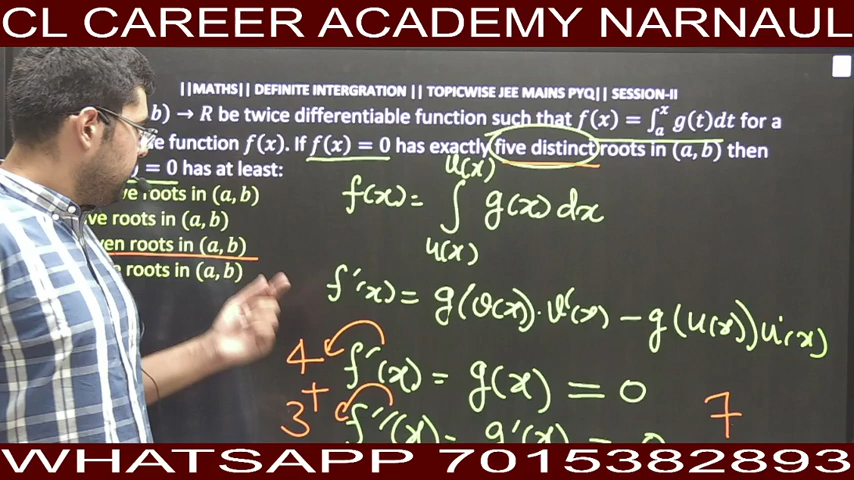 CL CAREER ACADEMY NARNAUL
||MATHS|| DEFINITE INTERGRATION || TOPICWISE JEE MAINS PYQ|| SESSION-II
b) → R be twice differentiable function such that f(x) = ∫ₐˣ g(t)dt for a
function f(x). If f(x) = 0 has exactly five distinct roots in (a, b) then
= 0 has at least:
roots in (a, b)
roots in (a, b)
roots in (a, b)
roots in (a, b)
f(x) = ∫ᵤ₍ₓ₎ᵛ⁽ˣ⁾ g(x) dx
f'(x) = g(v(x)).v'(x) - g(u(x))u'(x)
4 f'(x) = g(x) = 0
+ 7
3 f''(x) = g'(x) = 0
WHATSAPP 7015382893